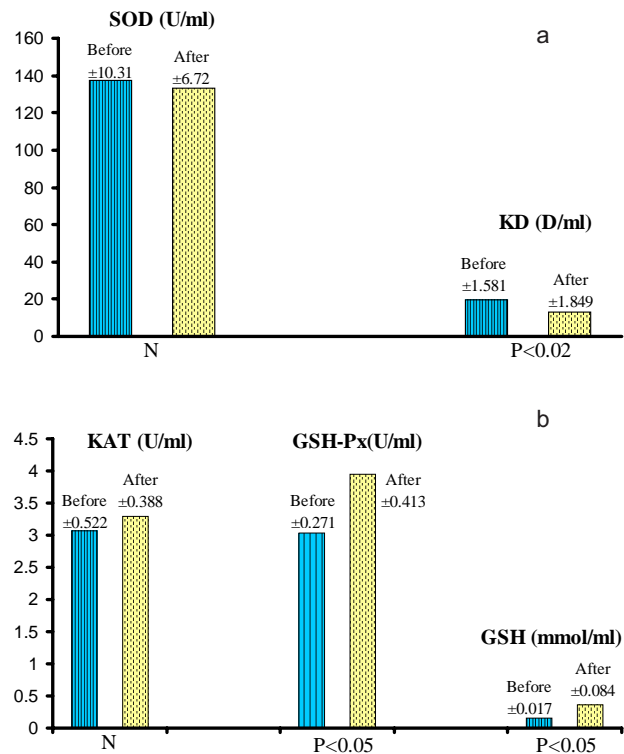 SOD (U/ml)
a
Before
±10.31
After
±6.72
160
140
120
100
80
60
40
20
0
KD (D/ml)
Before
±1.581
After
±1.849
N
P<0.02
b
4.5
4
3.5
3
2.5
2
1.5
1
0.5
0
KAT (U/ml)
Before
±0.522
After
±0.388
GSH-Px(U/ml)
Before
±0.271
After
±0.413
GSH (mmol/ml)
Before
±0.017
After
±0.084
N
P<0.05
P<0.05